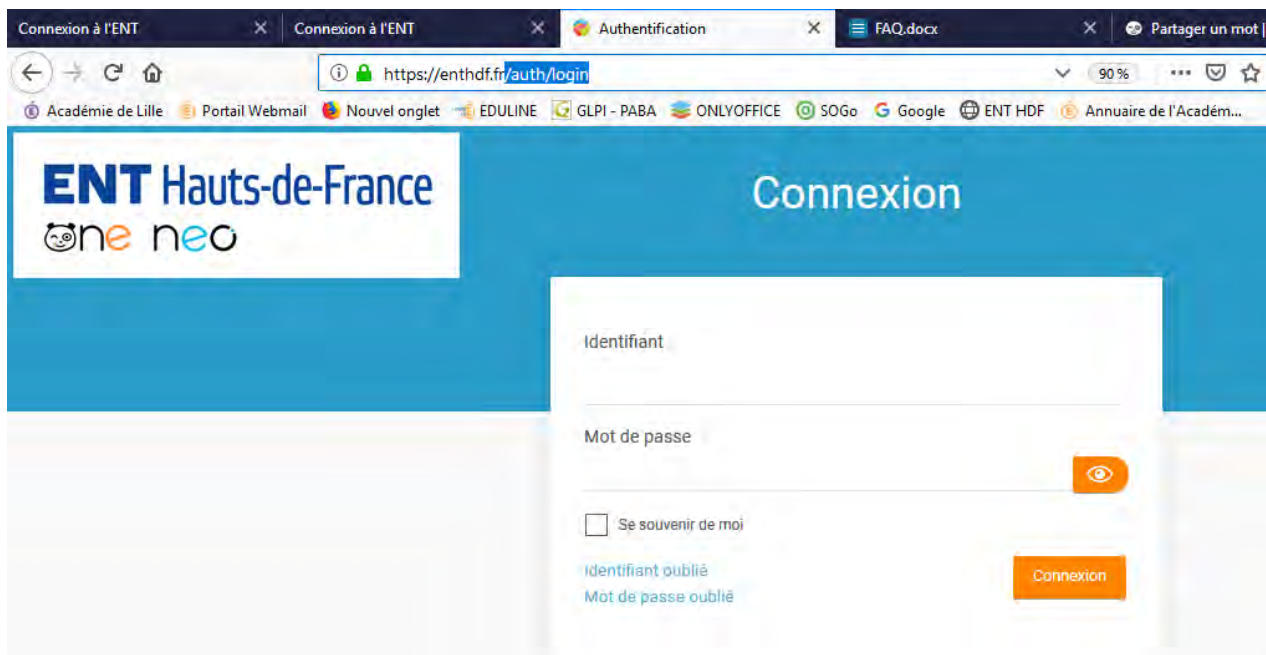 Connexion à l'ENT Connexion à l'ENT Authentification FAQ.docx Partager un mot |
https://enthdf.fr/auth/login 90 %
Académie de Lille Portail Webmail Nouvel onglet EDULINE GLPI - PABA ONLYOFFICE SOGo Google ENT HDF Annuaire de l'Académ...
ENT Hauts-de-France
one neo
Connexion
Identifiant
Mot de passe
Se souvenir de moi
Identifiant oublié
Mot de passe oublié
Connexion